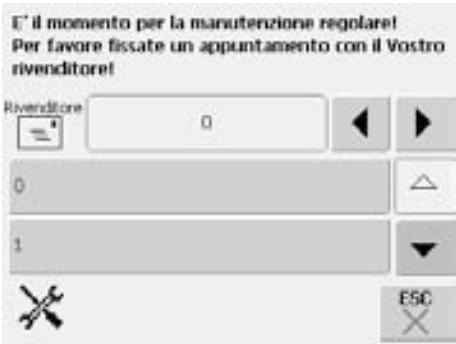 E' il momento per la manutenzione regolare!
Per favore fissate un appuntamento con il Vostro
rivenditore!
Rivenditore
0
0
1
ESC